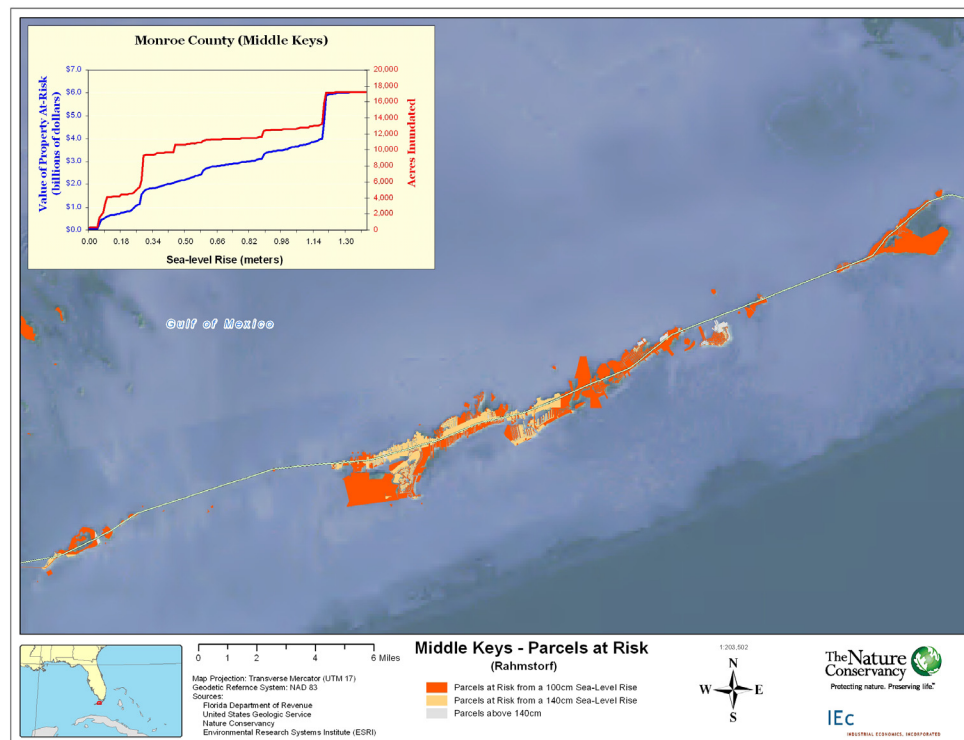 Monroe County (Middle Keys)
Value of Property At-Risk
(billions of dollars)
$7.0
$6.0
$5.0
$4.0
$3.0
$2.0
$1.0
$0.0
20,000
18,000
16,000
14,000
12,000
10,000
8,000
6,000
4,000
2,000
0
Acres Inundated
0.00 0.18 0.34 0.50 0.66 0.82 0.98 1.14 1.30
Sea-level Rise (meters)
Gulf of Mexico
0 1 2 4 6 Miles
Map Projection: Transverse Mercator (UTM 17)
Geodetic Refernce System: NAD 83
Sources:
Florida Department of Revenue
United States Geologic Service
Nature Conservancy
Environmental Research Systems Institute (ESRI)
Middle Keys - Parcels at Risk
(Rahmstorf)
Parcels at Risk from a 100cm Sea-Level Rise
Parcels at Risk from a 140cm Sea-Level Rise
Parcels above 140cm
1:203,502
N
W E
S
The Nature
Conservancy
Protecting nature. Preserving life.™
IEc
INDUSTRIAL ECONOMICS, INCORPORATED